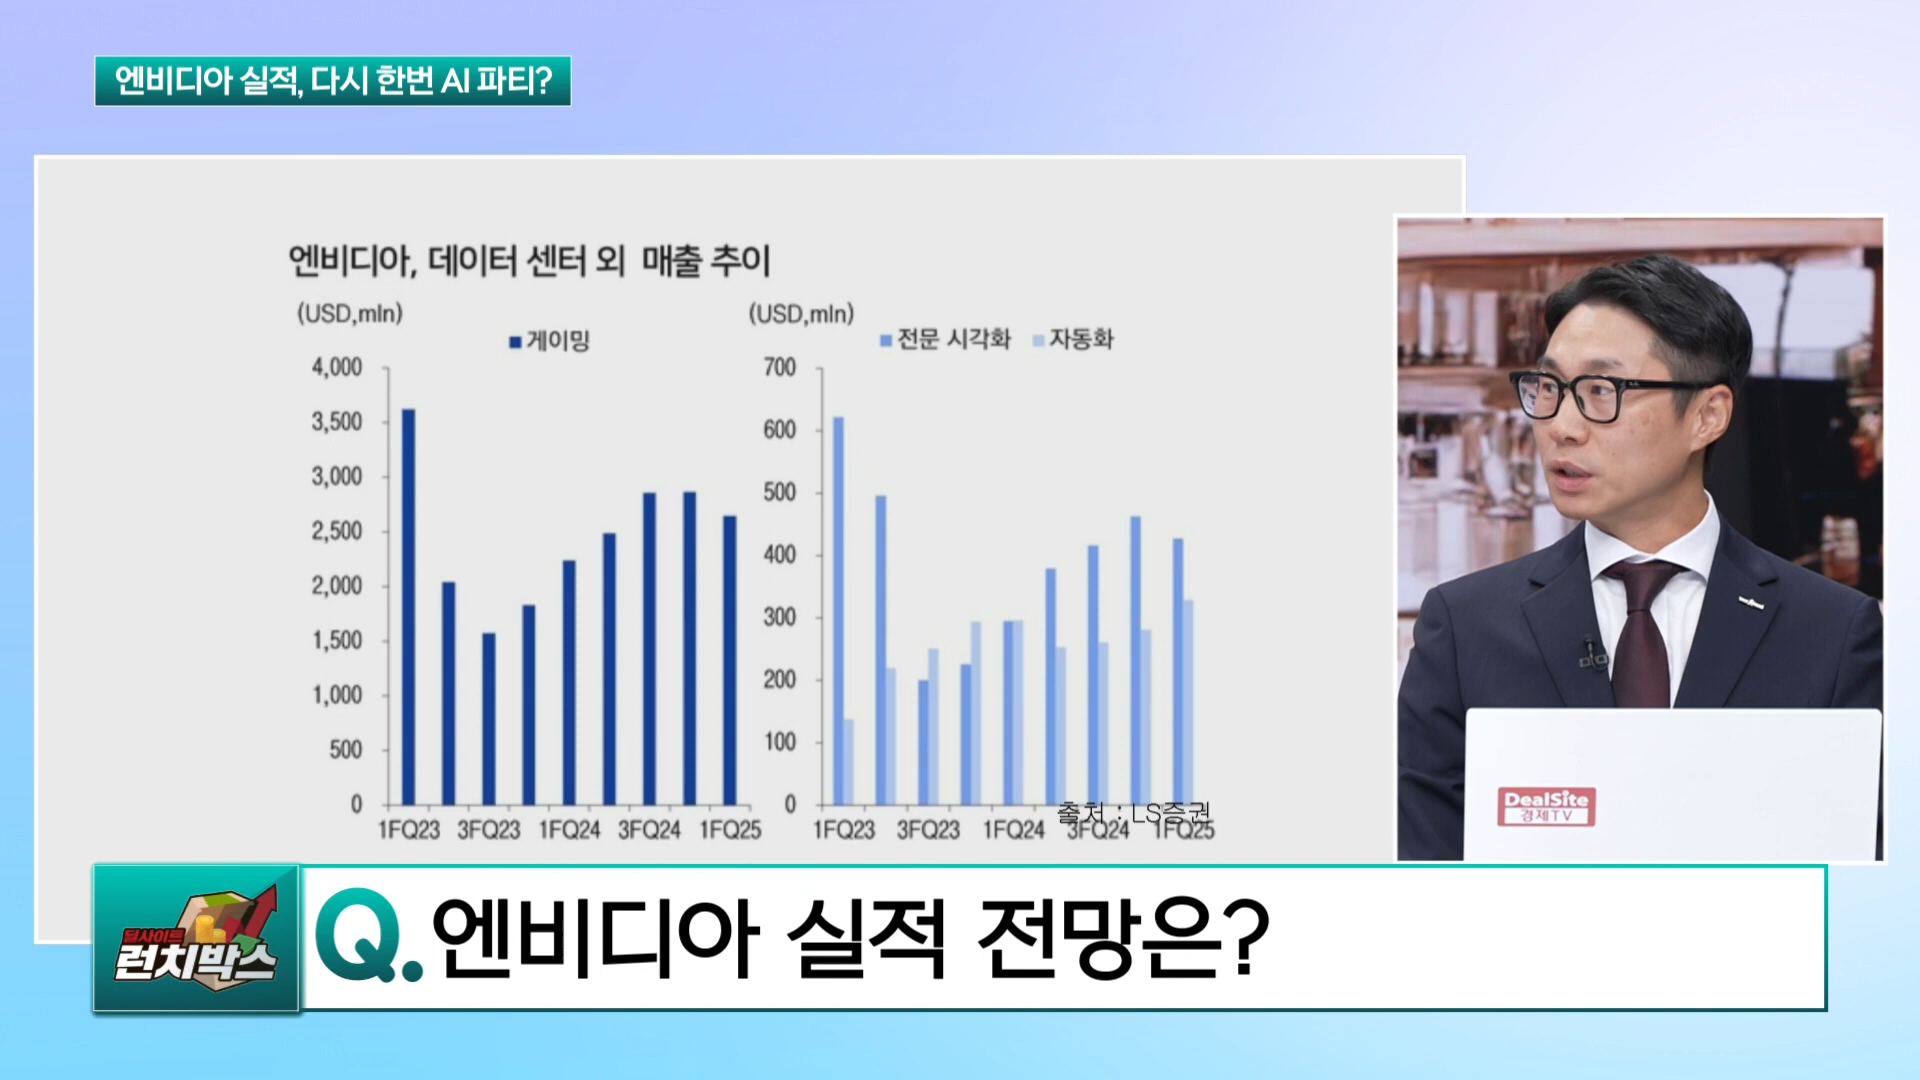 엔비디아 실적, 다시 한번 AI 파티?
엔비디아, 데이터 센터 외 매출 추이
(USD,mln)
게이밍
4,000
3,500
3,000
2,500
2,000
1,500
1,000
500
0
1FQ23 3FQ23 1FQ24 3FQ24 1FQ25
(USD,mln)
전문 시각화 자동화
700
600
500
400
300
200
100
0
1FQ23 3FQ23 1FQ24 3FQ24 1FQ25
출처 : LS증권
DealSite
경제TV
딜사이트
런치박스
Q. 엔비디아 실적 전망은?